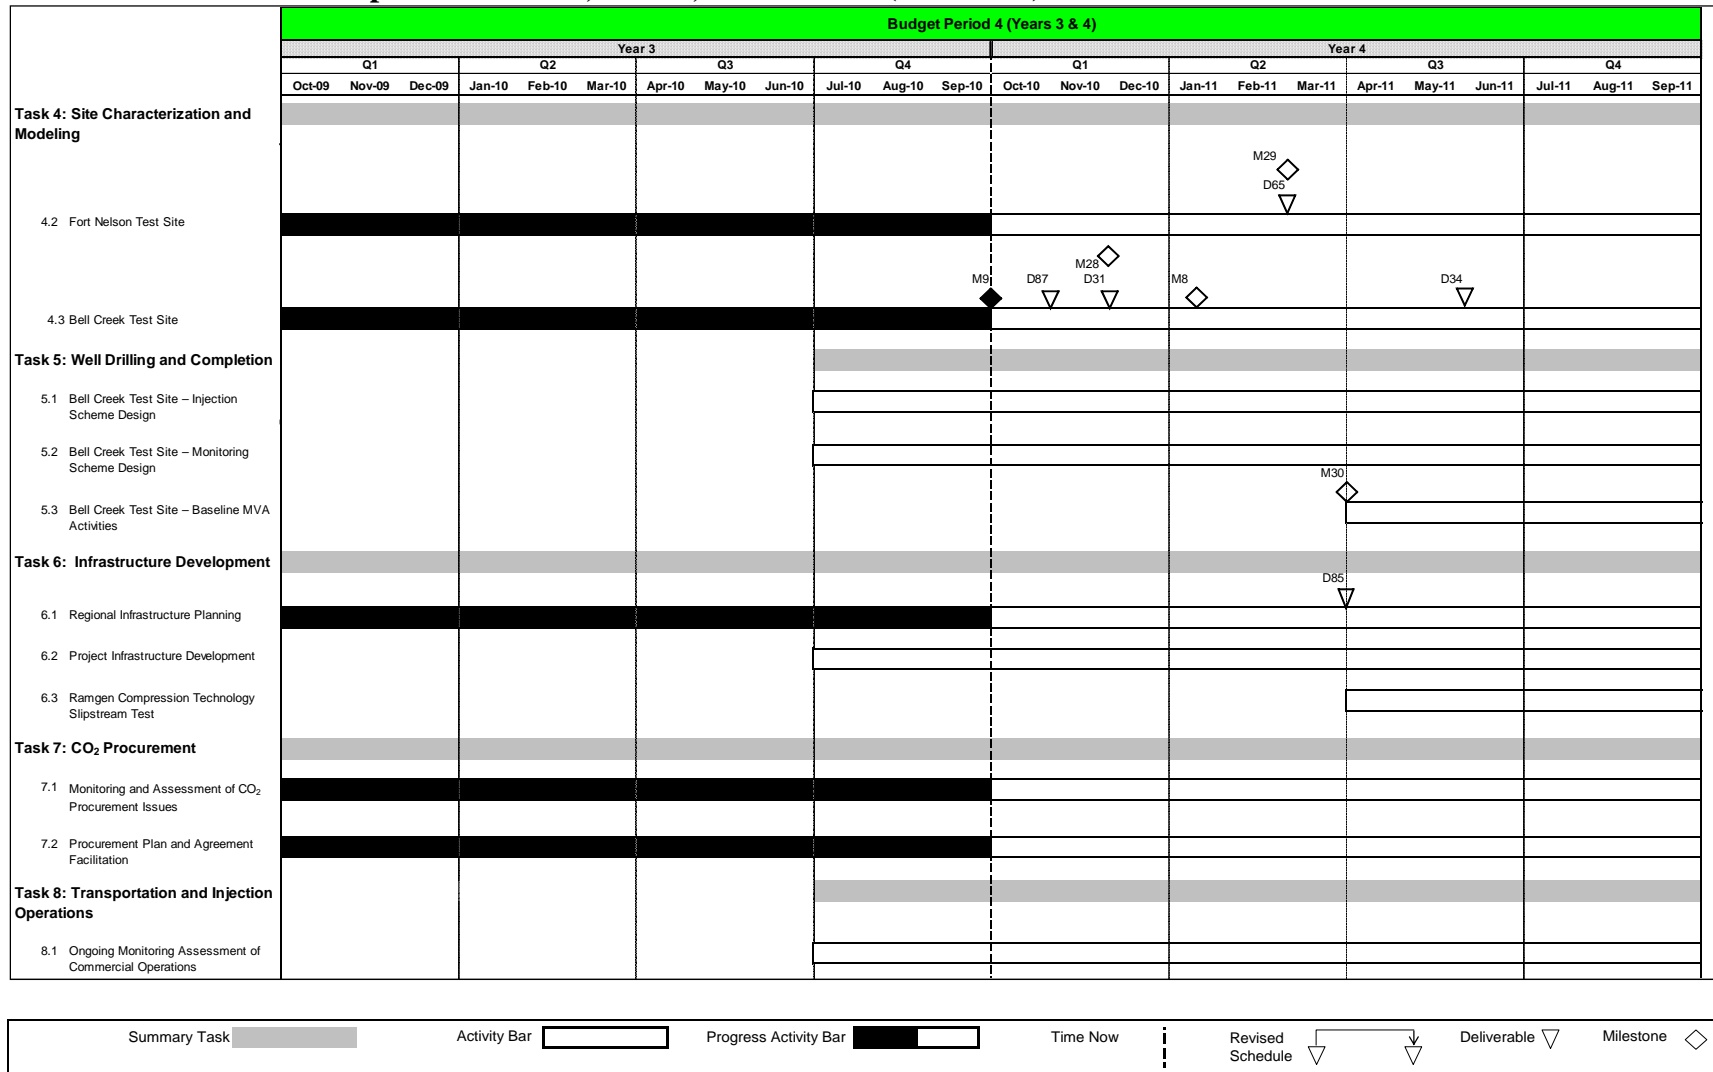 Budget Period 4 (Years 3 & 4)
Year 3 Year 4
Q1 Q2 Q3 Q4 Q1 Q2 Q3 Q4
Oct-09 Nov-09 Dec-09 Jan-10 Feb-10 Mar-10 Apr-10 May-10 Jun-10 Jul-10 Aug-10 Sep-10 Oct-10 Nov-10 Dec-10 Jan-11 Feb-11 Mar-11 Apr-11 May-11 Jun-11 Jul-11 Aug-11 Sep-11
Task 4: Site Characterization and
Modeling
M29
D65
4.2 Fort Nelson Test Site
M28
M9 D87 D31 M8 D34
4.3 Bell Creek Test Site
Task 5: Well Drilling and Completion
5.1 Bell Creek Test Site – Injection
Scheme Design
5.2 Bell Creek Test Site – Monitoring
Scheme Design
M30
5.3 Bell Creek Test Site – Baseline MVA
Activities
Task 6: Infrastructure Development
D85
6.1 Regional Infrastructure Planning
6.2 Project Infrastructure Development
6.3 Ramgen Compression Technology
Slipstream Test
Task 7: CO₂ Procurement
7.1 Monitoring and Assessment of CO₂
Procurement Issues
7.2 Procurement Plan and Agreement
Facilitation
Task 8: Transportation and Injection
Operations
8.1 Ongoing Monitoring Assessment of
Commercial Operations
Summary Task Activity Bar Progress Activity Bar Time Now Revised Deliverable Milestone
Schedule